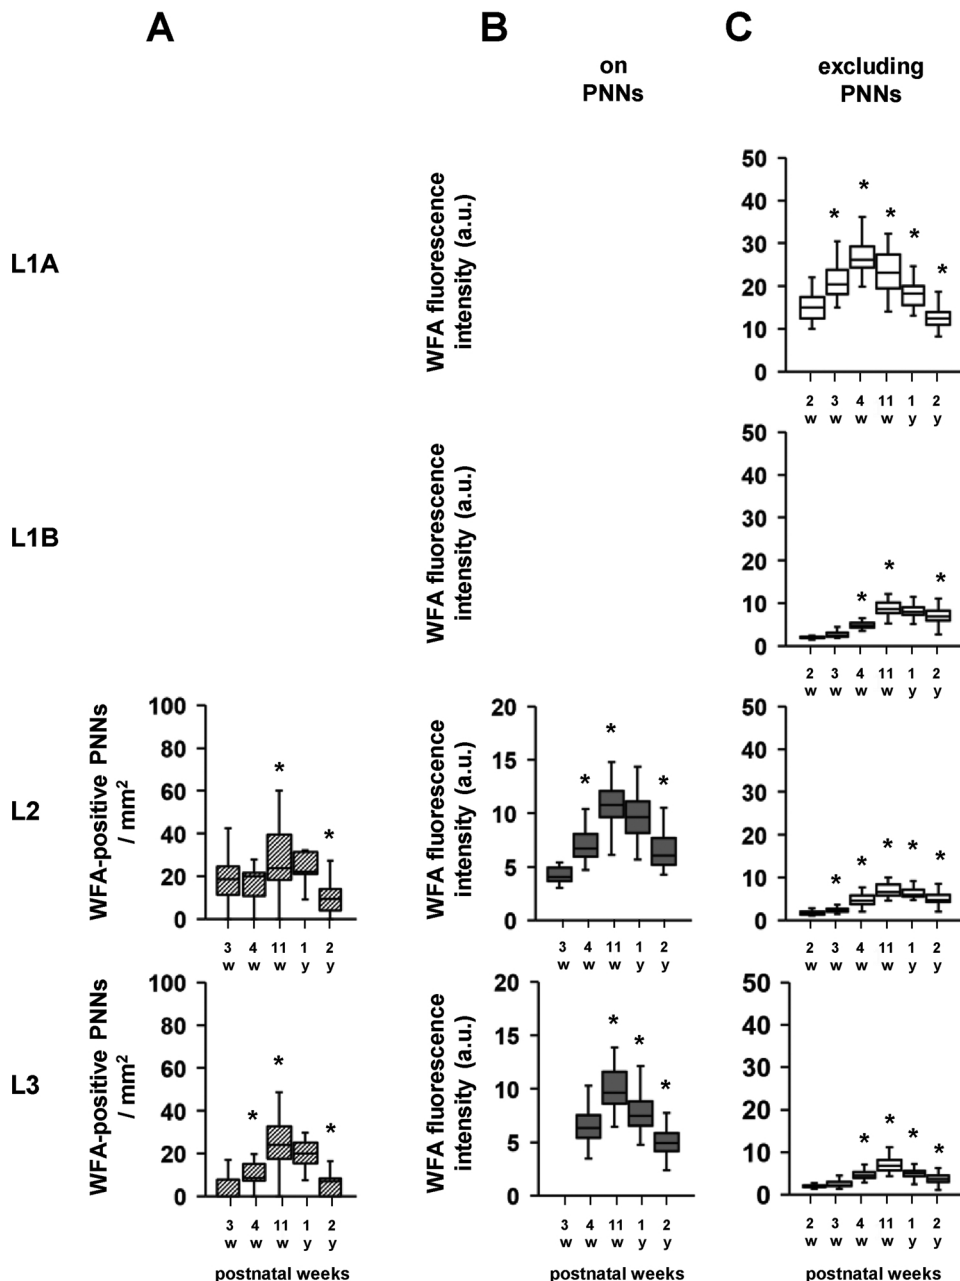 A
B
C
on
PNNs
excluding
PNNs
L1A
WFA fluorescence
intensity (a.u.)
50
40
30
20
10
0
* * * * *
2 3 4 11 1 2
w w w w y y
L1B
WFA fluorescence
intensity (a.u.)
50
40
30
20
10
0
* * *
2 3 4 11 1 2
w w w w y y
L2
WFA-positive PNNs
/ mm²
100
80
60
40
20
0
* *
3 4 11 1 2
w w w y y
WFA fluorescence
intensity (a.u.)
20
15
10
5
0
* * *
3 4 11 1 2
w w w y y
50
40
30
20
10
0
* * * * *
2 3 4 11 1 2
w w w w y y
L3
WFA-positive PNNs
/ mm²
100
80
60
40
20
0
* * *
3 4 11 1 2
w w w y y
postnatal weeks
WFA fluorescence
intensity (a.u.)
20
15
10
5
0
* * *
3 4 11 1 2
w w w y y
postnatal weeks
50
40
30
20
10
0
* * * *
2 3 4 11 1 2
w w w w y y
postnatal weeks